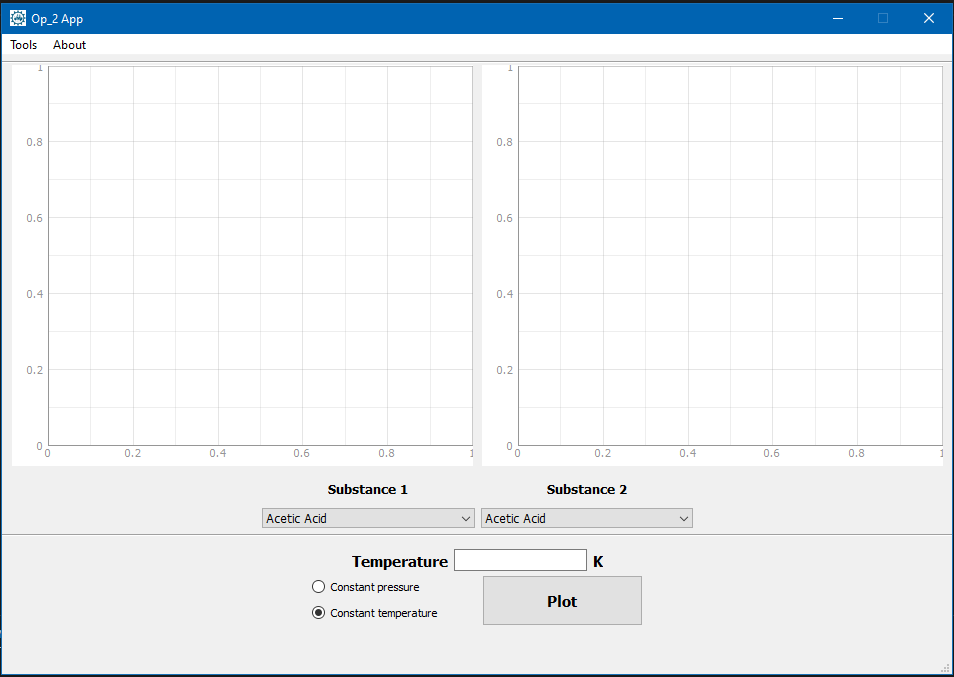 Op_2 App
Tools About
1
0.8
0.6
0.4
0.2
0
0 0.2 0.4 0.6 0.8 1
1
0.8
0.6
0.4
0.2
0
0 0.2 0.4 0.6 0.8 1
Substance 1 Substance 2
Acetic Acid Acetic Acid
Temperature K
Constant pressure
Constant temperature
Plot